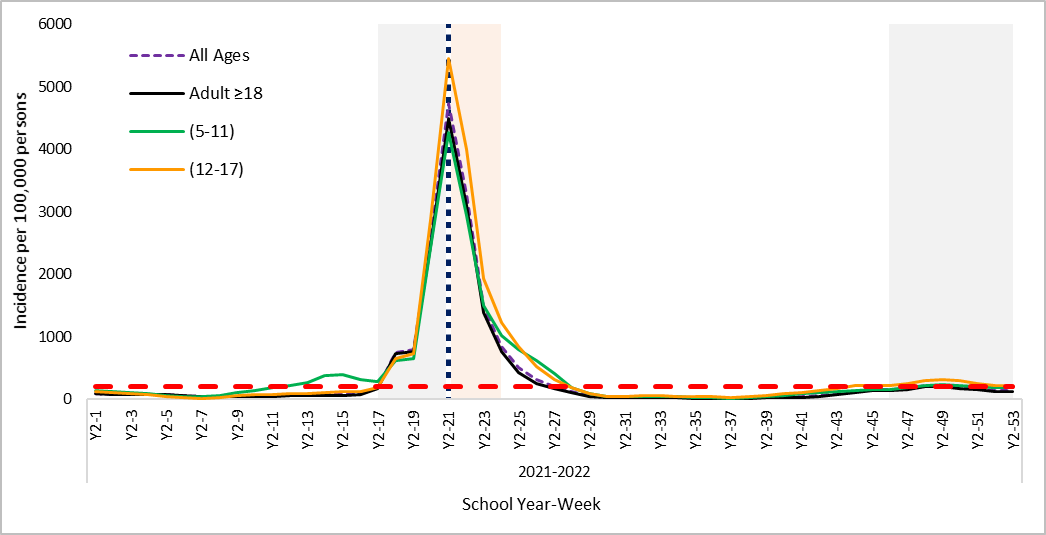 6000
5000
4000
3000
2000
1000
0
Incidence per 100,000 persons
All Ages
Adult ≥18
(5-11)
(12-17)
Y2-1
Y2-3
Y2-5
Y2-7
Y2-9
Y2-11
Y2-13
Y2-15
Y2-17
Y2-19
Y2-21
Y2-23
Y2-25
Y2-27
Y2-29
Y2-31
Y2-33
Y2-35
Y2-37
Y2-39
Y2-41
Y2-43
Y2-45
Y2-47
Y2-49
Y2-51
Y2-53
2021-2022
School Year-Week